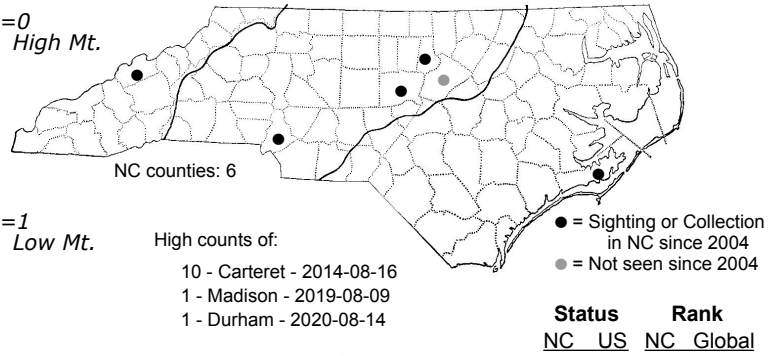 =0
High Mt.
NC counties: 6
=1
Low Mt.
High counts of:
10 - Carteret - 2014-08-16
1 - Madison - 2019-08-09
1 - Durham - 2020-08-14
= Sighting or Collection
in NC since 2004
= Not seen since 2004
Status Rank
NC US NC Global